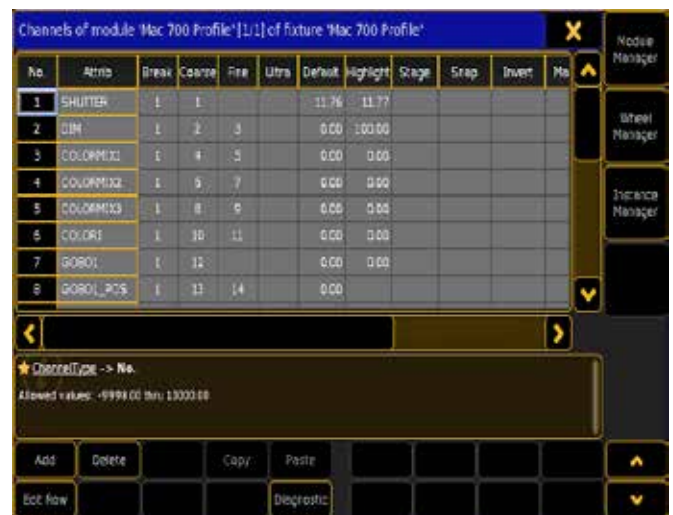 Channels of module 'Mac 700 Profile' [1/1] of fixture 'Mac 700 Profile'
Module Manager
No. Attrib Break Coarse Fine Ultra Default Highlight Stage Snap Invert Ma
1 SHUTTER 1 1 11.76 11.77
2 DIM 1 2 3 0.00 100.00
3 COLORMIX1 1 4 5 0.00 0.00
4 COLORMIX2 1 6 7 0.00 0.00
5 COLORMIX3 1 8 9 0.00 0.00
6 COLOR1 1 10 11 0.00 0.00
7 GOBO1 1 12 0.00 0.00
8 GOBO1_POS 1 13 14 0.00
Wheel Manager
Instance Manager
ChannelType -> No.
Allowed values: -9998.00 thru 10000.00
Add Delete Copy Paste
Edit Row Diagnostic